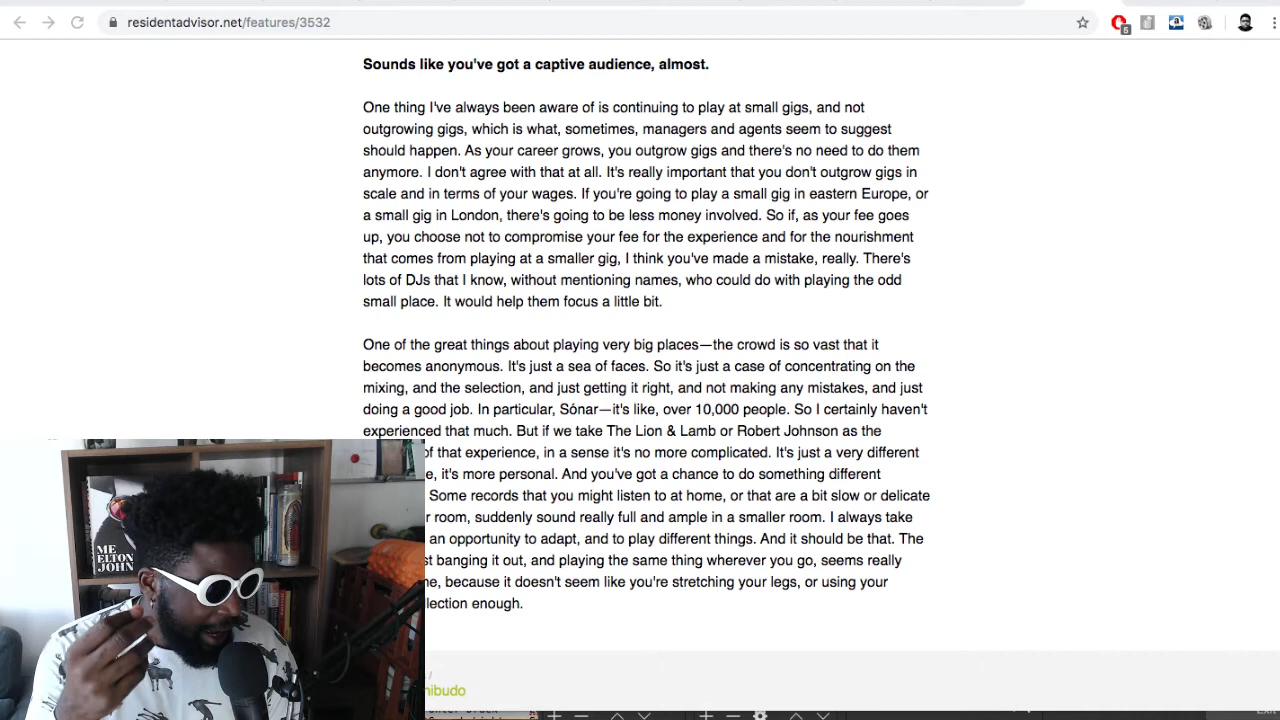 residentadvisor.net/features/3532
5
Sounds like you've got a captive audience, almost.
One thing I've always been aware of is continuing to play at small gigs, and not
outgrowing gigs, which is what, sometimes, managers and agents seem to suggest
should happen. As your career grows, you outgrow gigs and there's no need to do them
anymore. I don't agree with that at all. It's really important that you don't outgrow gigs in
scale and in terms of your wages. If you're going to play a small gig in eastern Europe, or
a small gig in London, there's going to be less money involved. So if, as your fee goes
up, you choose not to compromise your fee for the experience and for the nourishment
that comes from playing at a smaller gig, I think you've made a mistake, really. There's
lots of DJs that I know, without mentioning names, who could do with playing the odd
small place. It would help them focus a little bit.
One of the great things about playing very big places—the crowd is so vast that it
becomes anonymous. It's just a sea of faces. So it's just a case of concentrating on the
mixing, and the selection, and just getting it right, and not making any mistakes, and just
doing a good job. In particular, Sónar—it's like, over 10,000 people. So I certainly haven't
experienced that much. But if we take The Lion & Lamb or Robert Johnson as the
of that experience, in a sense it's no more complicated. It's just a very different
e, it's more personal. And you've got a chance to do something different
Some records that you might listen to at home, or that are a bit slow or delicate
r room, suddenly sound really full and ample in a smaller room. I always take
an opportunity to adapt, and to play different things. And it should be that. The
st banging it out, and playing the same thing wherever you go, seems really
ne, because it doesn't seem like you're stretching your legs, or using your
lection enough.
/
nibudo
ME
ELTON
JOHN